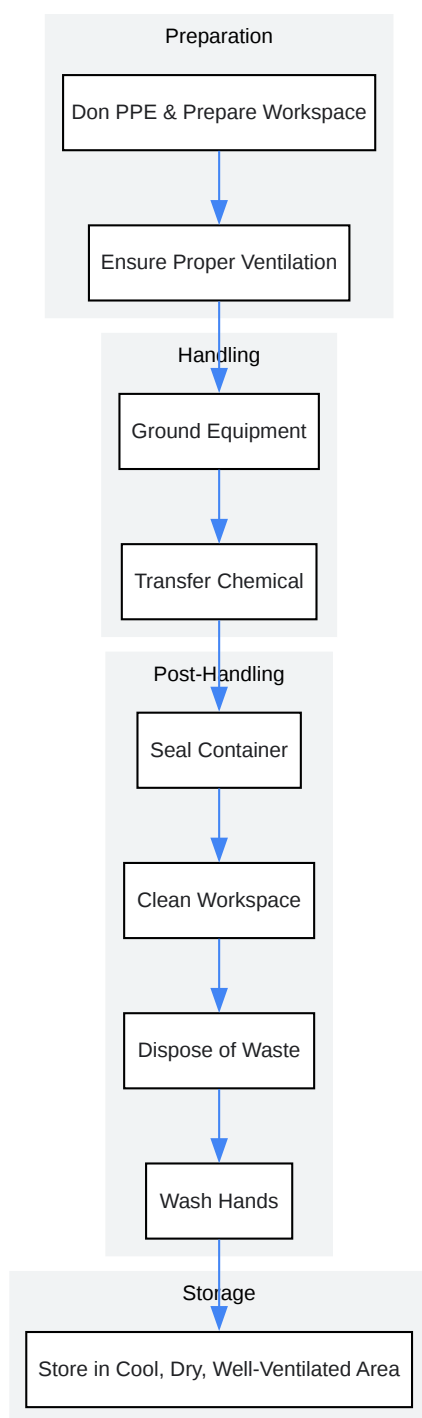 Preparation
Don PPE & Prepare Workspace
Ensure Proper Ventilation
Handling
Ground Equipment
Transfer Chemical
Post-Handling
Seal Container
Clean Workspace
Dispose of Waste
Wash Hands
Storage
Store in Cool, Dry, Well-Ventilated Area